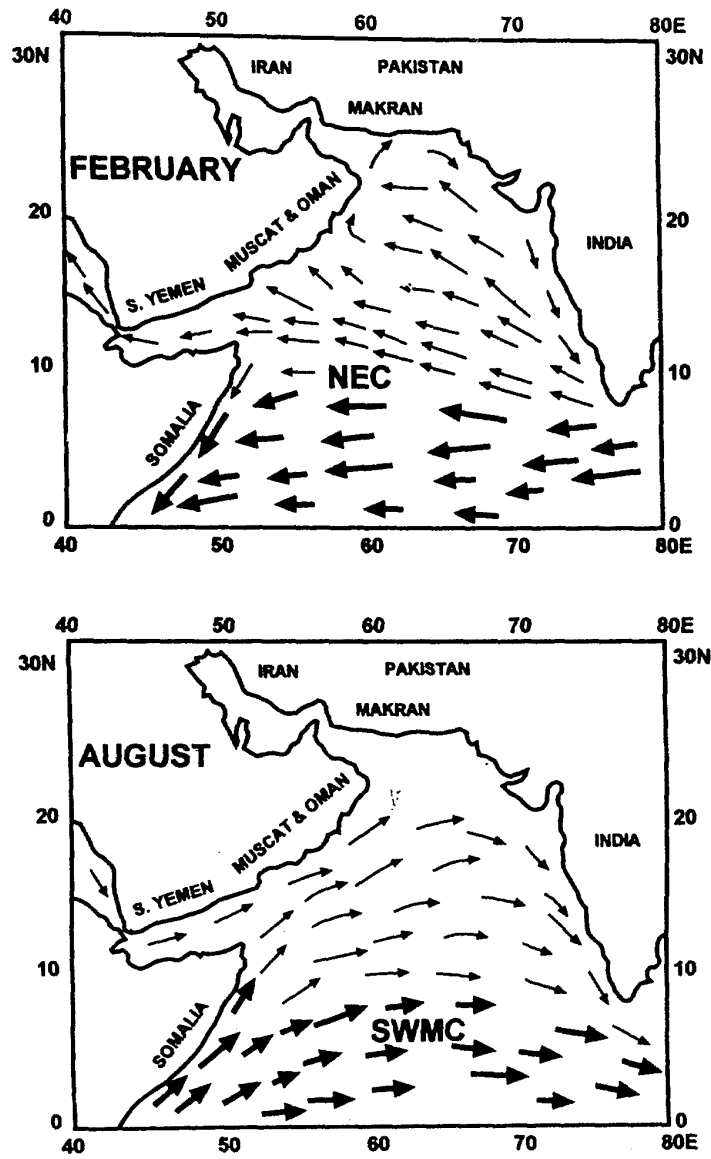 40 50 60 70 80E
30N IRAN PAKISTAN 30N
MAKRAN
FEBRUARY
MUSCAT & OMAN
20 20
INDIA
S. YEMEN
10 NEC 10
SOMALIA
0 0
40 50 60 70 80E
40 50 60 70 80E
30N IRAN PAKISTAN 30N
MAKRAN
AUGUST
MUSCAT & OMAN
20 20
INDIA
S. YEMEN
10 10
SWMC
SOMALIA
0 0
40 50 60 70 80E